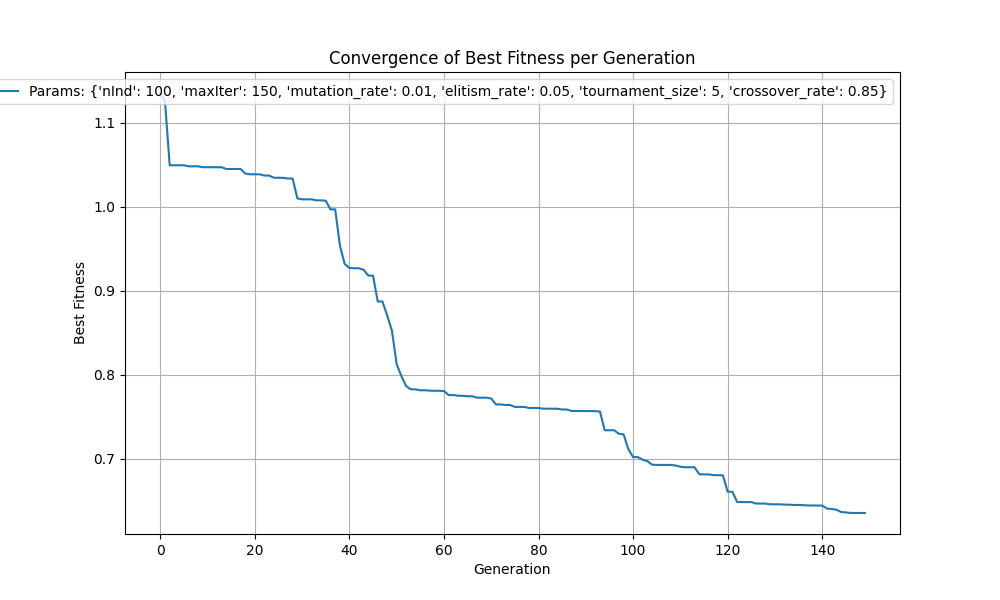 Convergence of Best Fitness per Generation
Params: {'nInd': 100, 'maxIter': 150, 'mutation_rate': 0.01, 'elitism_rate': 0.05, 'tournament_size': 5, 'crossover_rate': 0.85}
1.1
1.0
0.9
0.8
0.7
Best Fitness
0 20 40 60 80 100 120 140
Generation